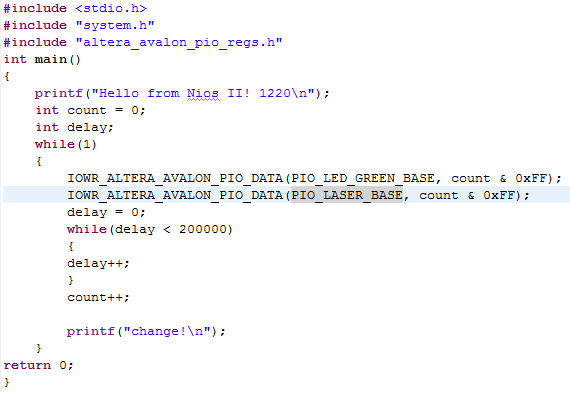 #include <stdio.h>
#include "system.h"
#include "altera_avalon_pio_regs.h"
int main()
{
    printf("Hello from Nios II! 1220\n");
    int count = 0;
    int delay;
    while(1)
    {
        IOWR_ALTERA_AVALON_PIO_DATA(PIO_LED_GREEN_BASE, count & 0xFF);
        IOWR_ALTERA_AVALON_PIO_DATA(PIO_LASER_BASE, count & 0xFF);
        delay = 0;
        while(delay < 200000)
        {
        delay++;
        }
        count++;

        printf("change!\n");
    }
return 0;
}